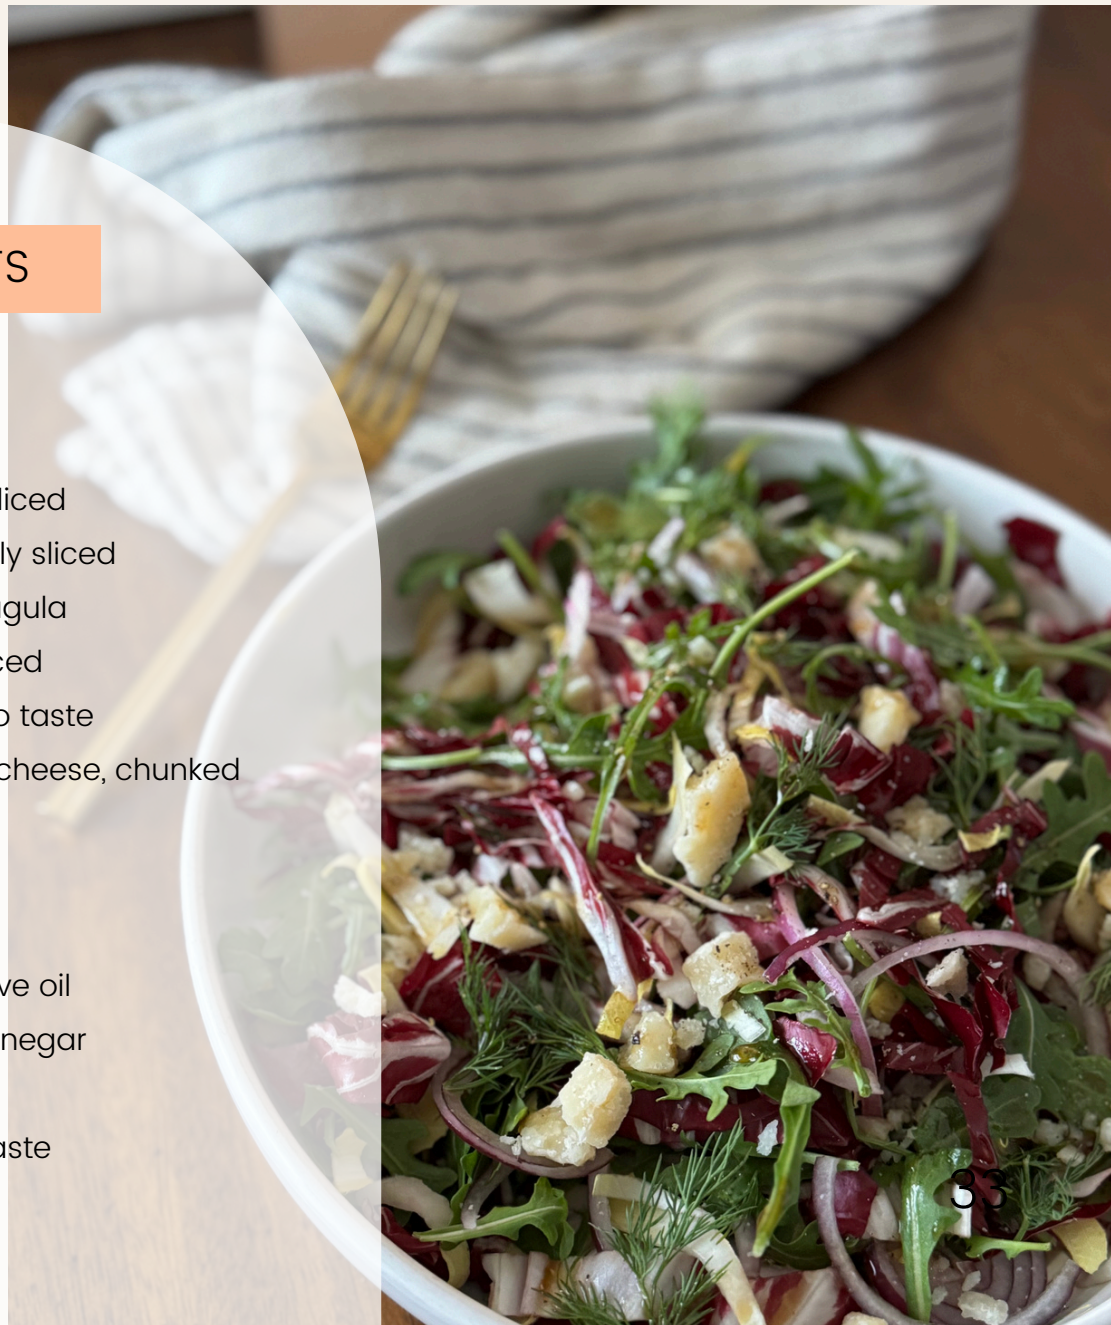 TS
liced
ly sliced
gula
ced
o taste
cheese, chunked
ve oil
negar
aste
33